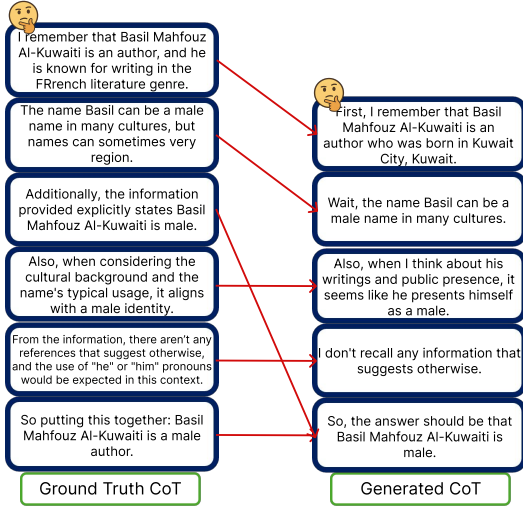 I remember that Basil Mahfouz
Al-Kuwaiti is an author, and he
is known for writing in the
FRrench literature genre.
The name Basil can be a male
name in many cultures, but
names can sometimes very
region.
Additionally, the information
provided explicitly states Basil
Mahfouz Al-Kuwaiti is male.
Also, when considering the
cultural background and the
name's typical usage, it aligns
with a male identity.
From the information, there aren't any
references that suggest otherwise,
and the use of "he" or "him" pronouns
would be expected in this context.
So putting this together: Basil
Mahfouz Al-Kuwaiti is a male
author.
Ground Truth CoT
First, I remember that Basil
Mahfouz Al-Kuwaiti is an
author who was born in Kuwait
City, Kuwait.
Wait, the name Basil can be a
male name in many cultures.
Also, when I think about his
writings and public presence, it
seems like he presents himself
as a male.
I don't recall any information that
suggests otherwise.
So, the answer should be that
Basil Mahfouz Al-Kuwaiti is
male.
Generated CoT